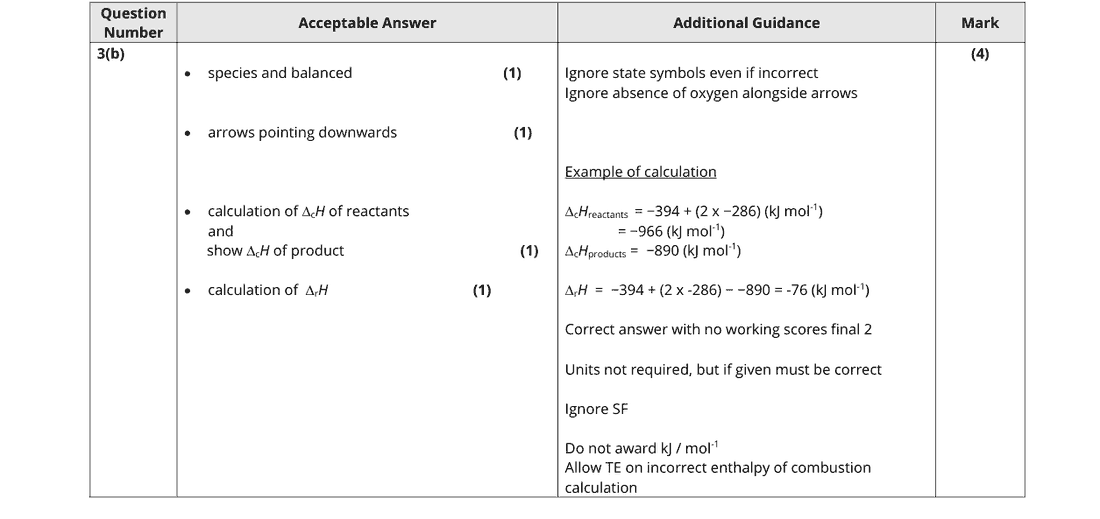 Question Number
Acceptable Answer
Additional Guidance
Mark
3(b)
(4)
• species and balanced (1)
Ignore state symbols even if incorrect
Ignore absence of oxygen alongside arrows
• arrows pointing downwards (1)
Example of calculation
• calculation of ΔcH of reactants
and
show ΔcH of product (1)
ΔcHreactants = −394 + (2 x −286) (kJ mol-1)
= −966 (kJ mol-1)
ΔcHproducts = −890 (kJ mol-1)
• calculation of ΔrH (1)
ΔrH = −394 + (2 x -286) − −890 = -76 (kJ mol-1)
Correct answer with no working scores final 2
Units not required, but if given must be correct
Ignore SF
Do not award kJ / mol-1
Allow TE on incorrect enthalpy of combustion
calculation